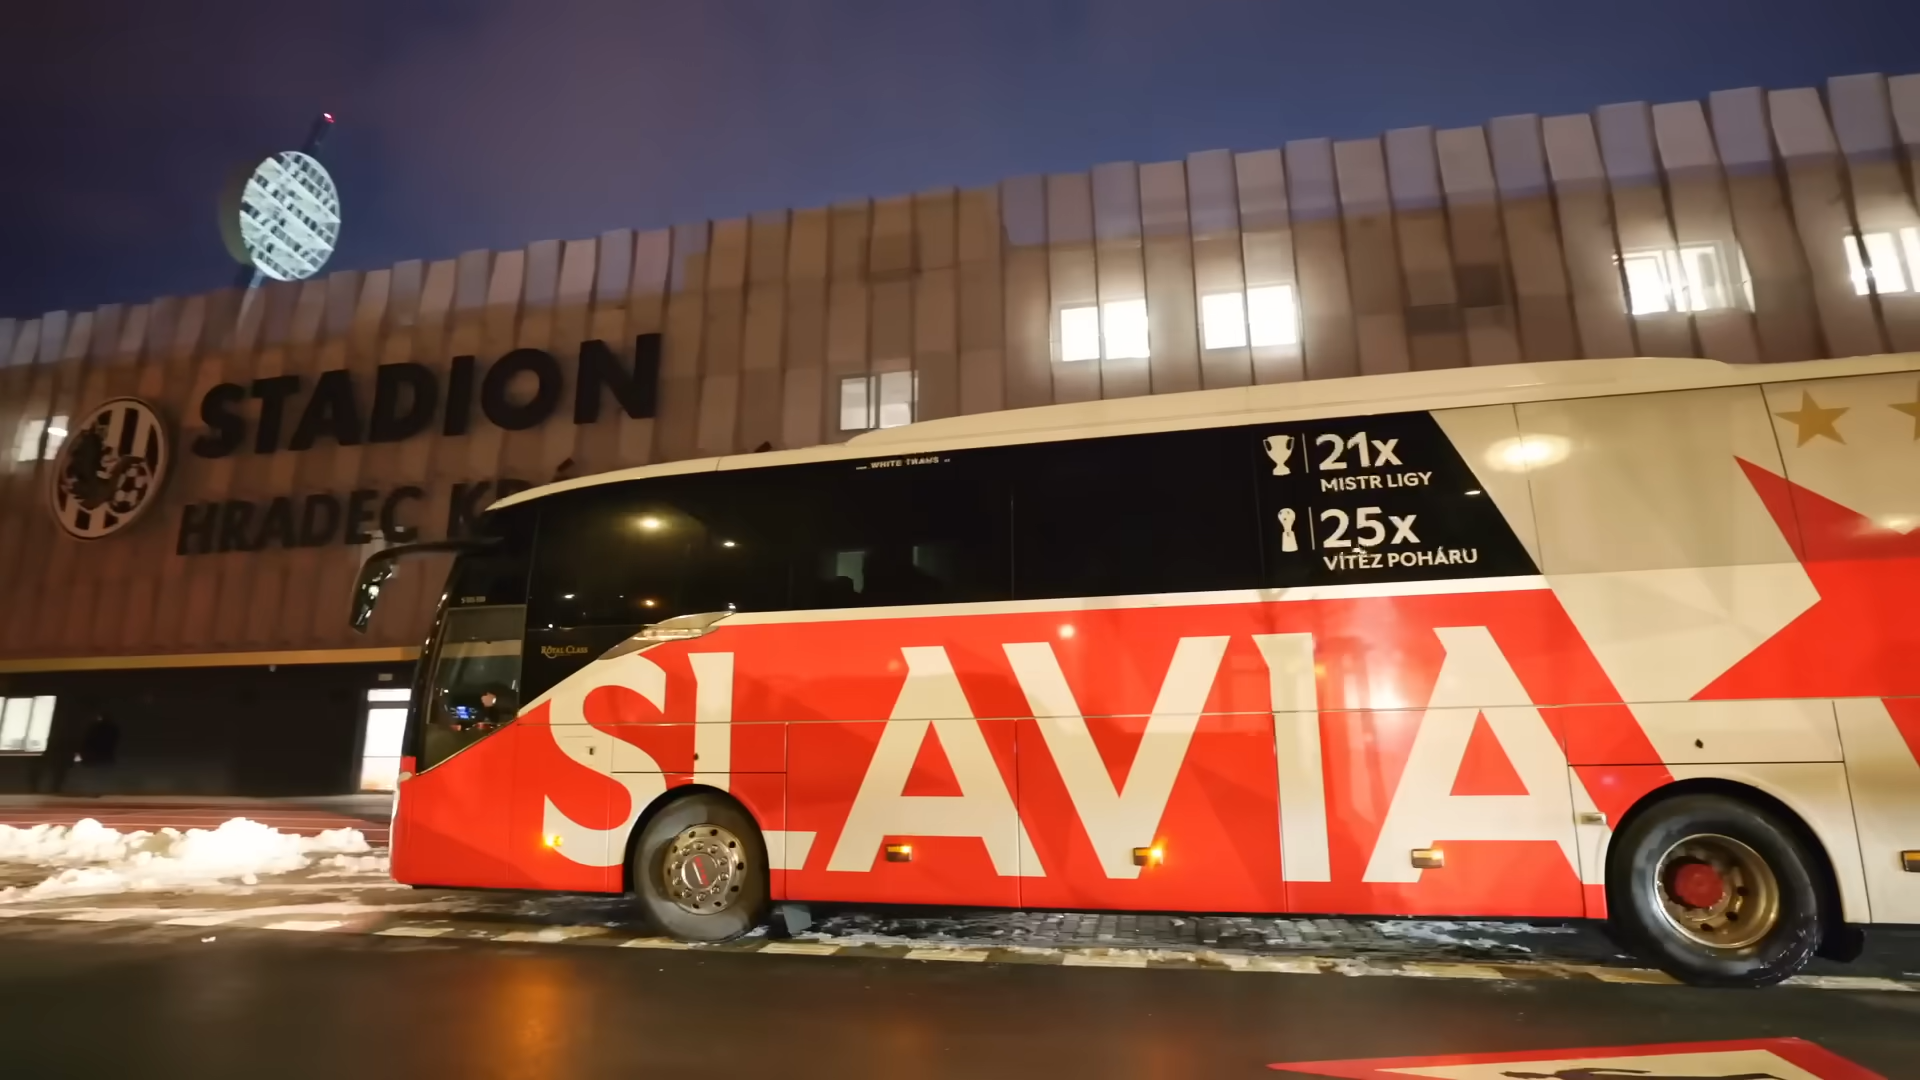 STADION
HRADEC
WHITE TRANS
21x
MISTR LIGY
25x
VÍTĚZ POHÁRU
ROYAL CLASS
SLAVIA